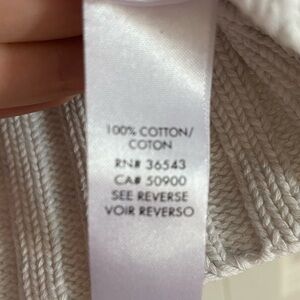 100% COTTON/
COTON
RN# 36543
CA# 50900
SEE REVERSE
VOIR REVERSO